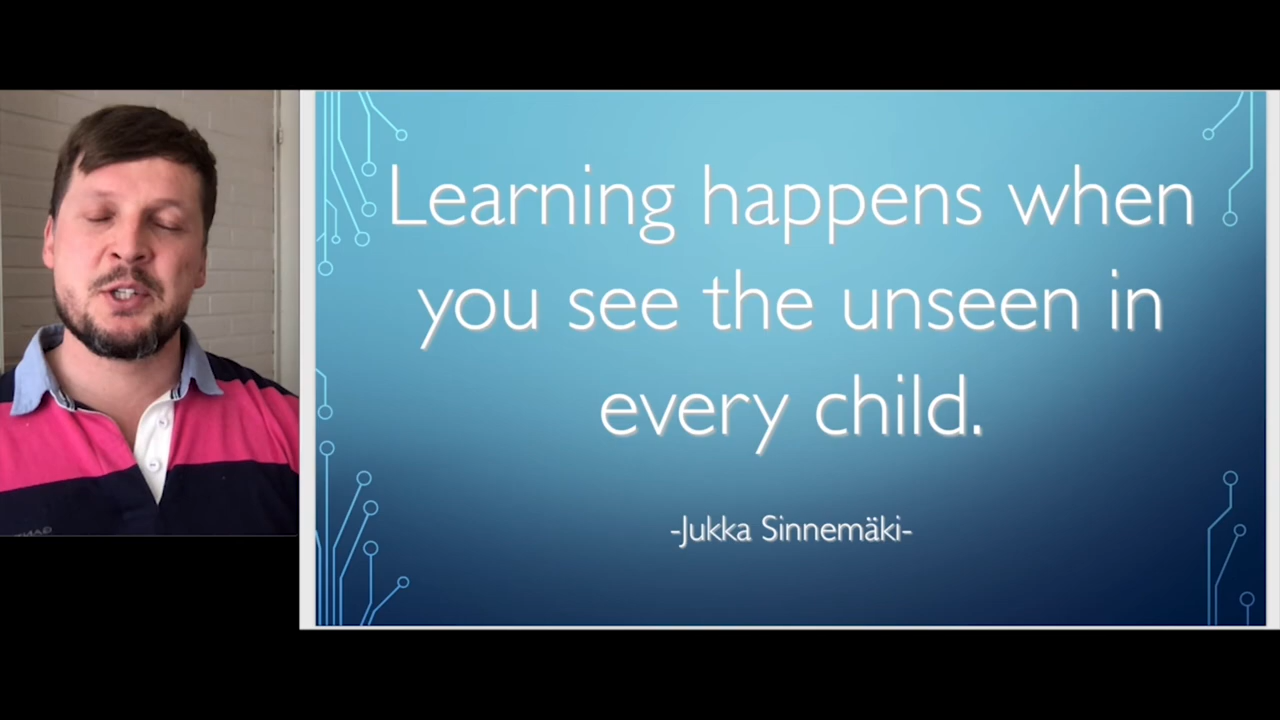 Learning happens when
you see the unseen in
every child.
-Jukka Sinnemäki-